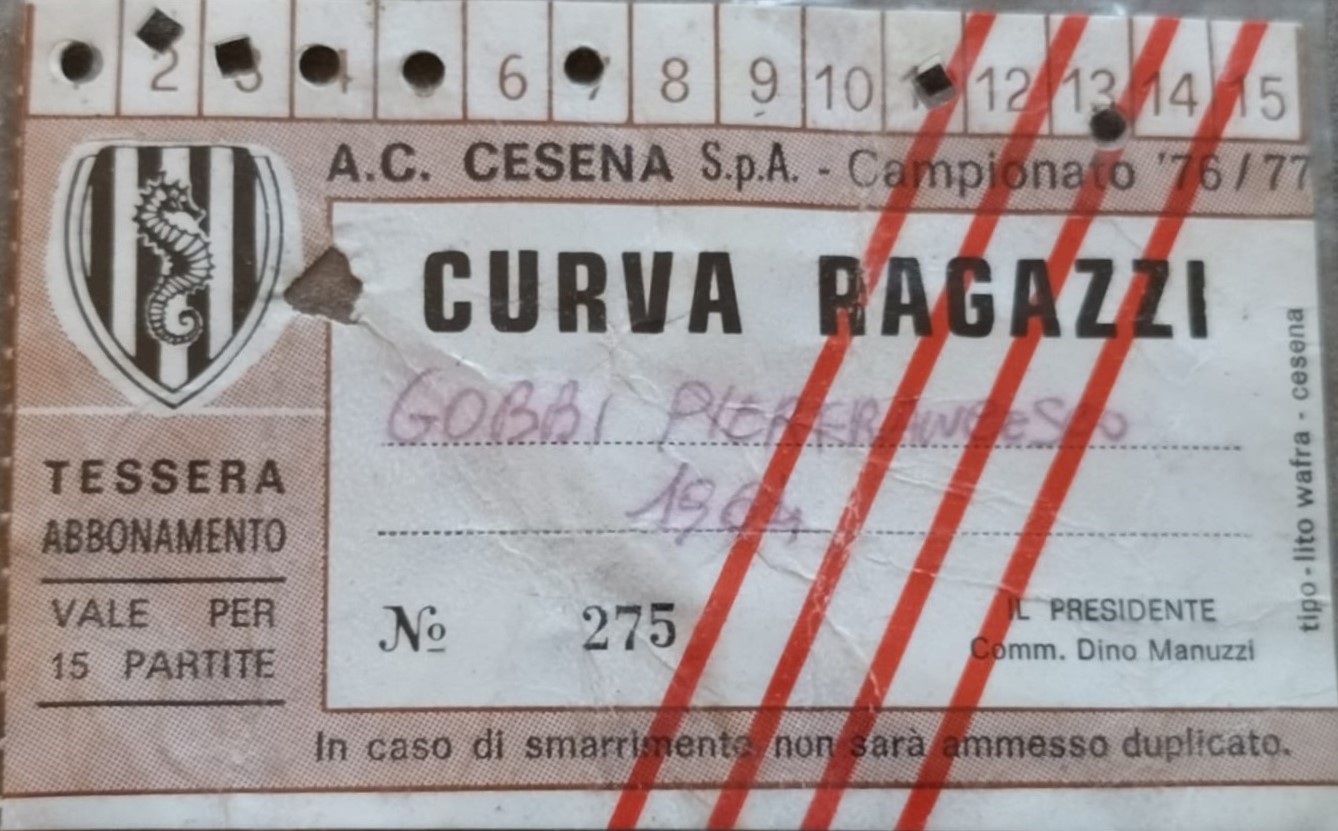 1 2 3 4 6 7 8 9 10 11 12 13 14 15
A.C. CESENA S.p.A. - Campionato '76/77
CURVA RAGAZZI
GOBBI PIERFRANCESCO
1964
TESSERA
ABBONAMENTO
VALE PER
15 PARTITE
No 275
IL PRESIDENTE
Comm. Dino Manuzzi
In caso di smarrimento non sarà ammesso duplicato.
tipo-lito wafra - cesena